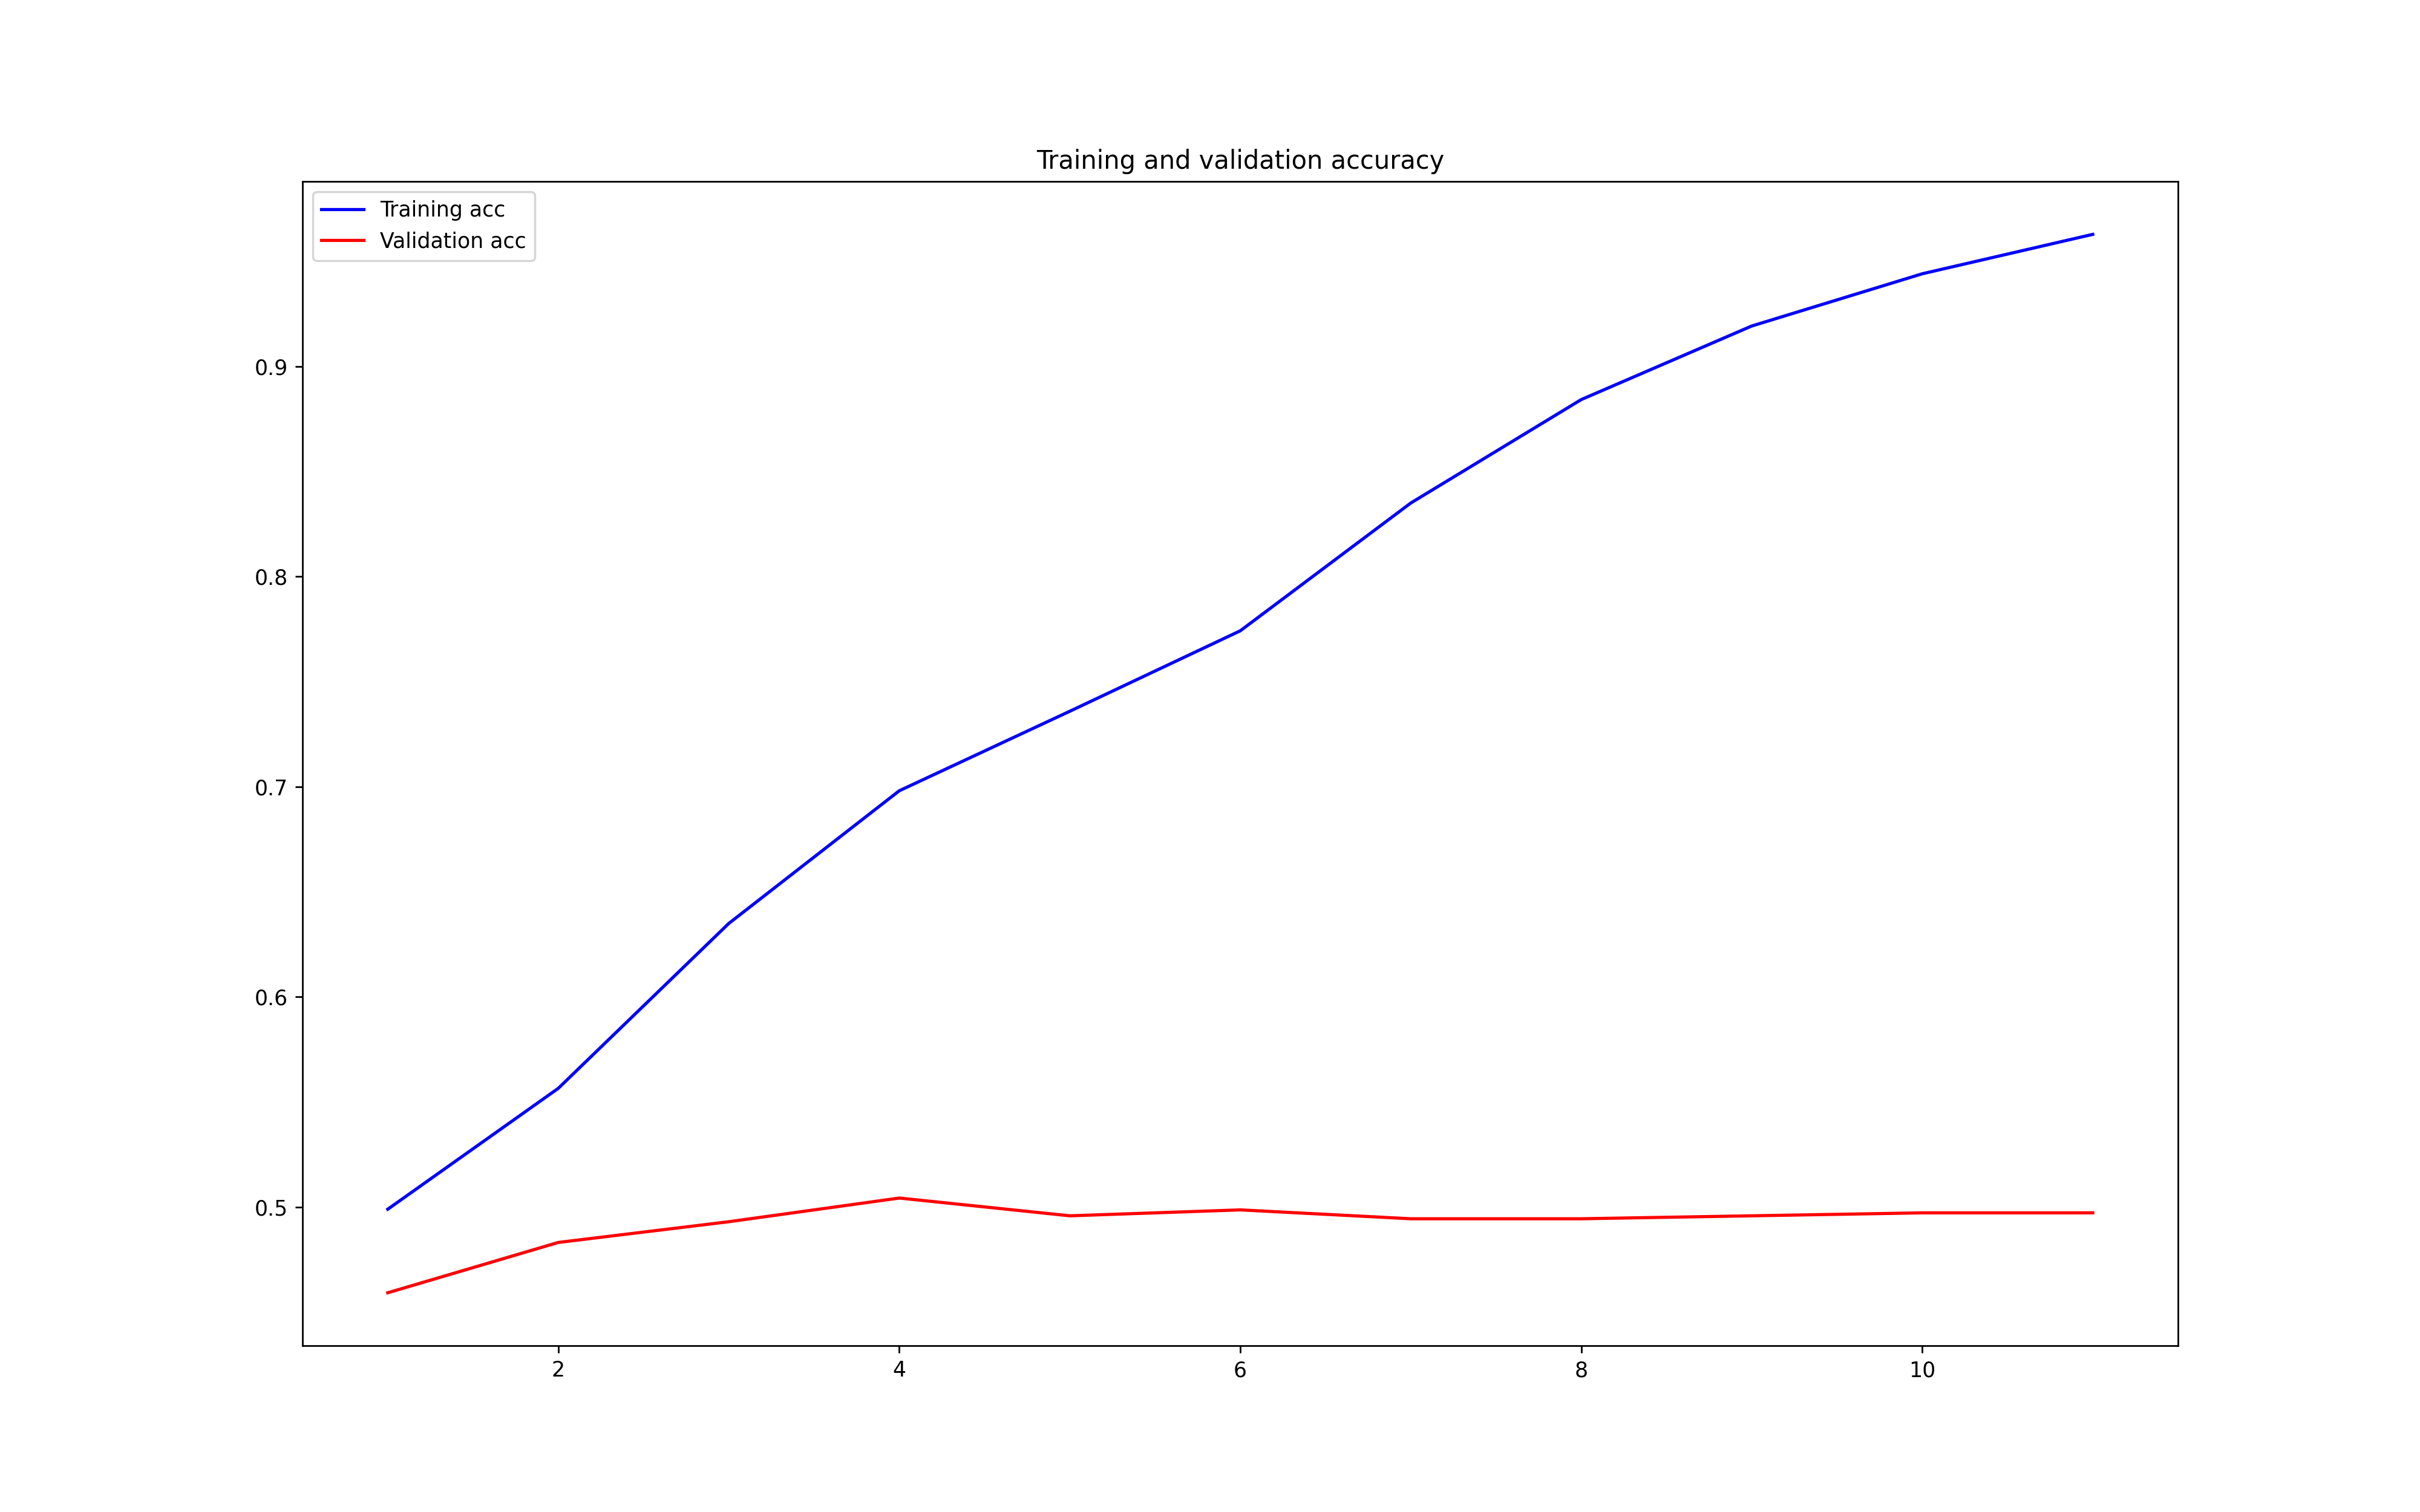 Training and validation accuracy
Training acc
Validation acc
0.9
0.8
0.7
0.6
0.5
2 4 6 8 10